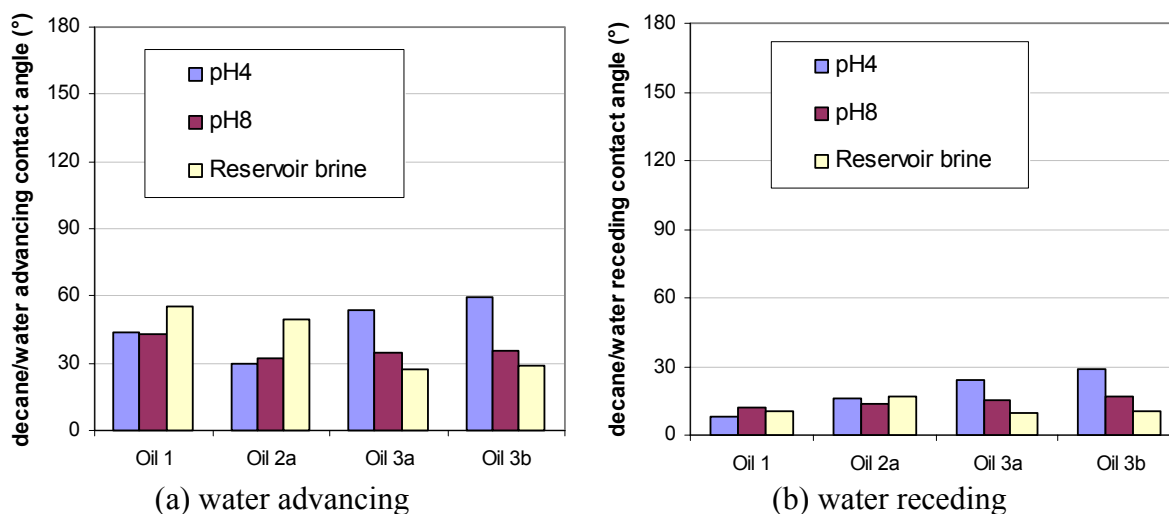 decane/water advancing contact angle (°)
180
150
120
90
60
30
0
pH4
pH8
Reservoir brine
Oil 1 Oil 2a Oil 3a Oil 3b
(a) water advancing
decane/water receding contact angle (°)
180
150
120
90
60
30
0
pH4
pH8
Reservoir brine
Oil 1 Oil 2a Oil 3a Oil 3b
(b) water receding